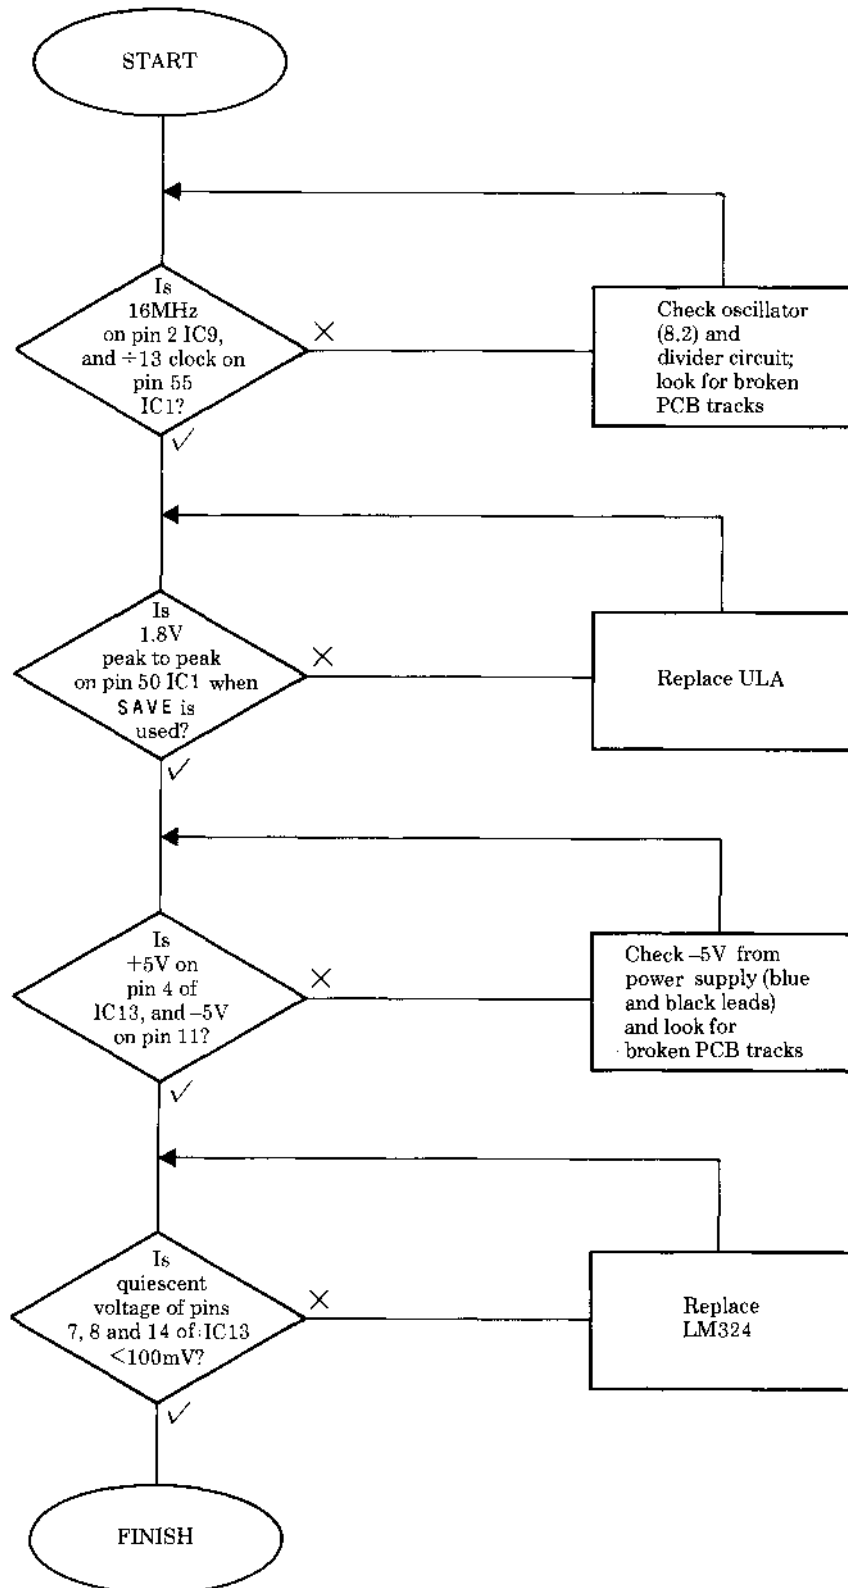 START
Is
16MHz
on pin 2 IC9,
and ÷13 clock on
pin 55
IC1?
×
✓
Check oscillator
(8.2) and
divider circuit;
look for broken
PCB tracks
Is
1.8V
peak to peak
on pin 50 IC1 when
SAVE is
used?
×
✓
Replace ULA
Is
+5V on
pin 4 of
IC13, and –5V
on pin 11?
×
✓
Check –5V from
power supply (blue
and black leads)
and look for
broken PCB tracks
Is
quiescent
voltage of pins
7, 8 and 14 of IC13
<100mV?
×
✓
Replace
LM324
FINISH